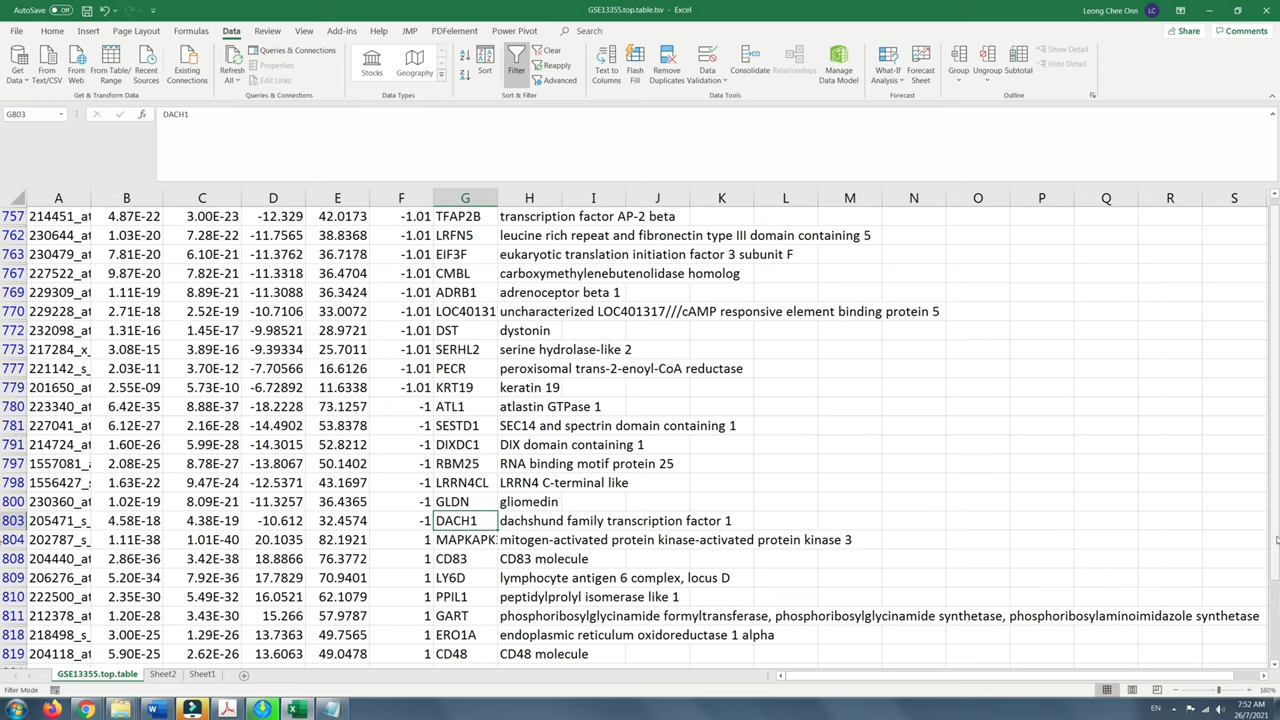 AutoSave Off GSE13355.top.table.tsv - Excel Leong Chee Onn LC
File Home Insert Page Layout Formulas Data Review View Add-ins Help JMP PDFelement Search Share Comments
Get Data From Text/CSV From Web From Table/Range Recent Sources Existing Connections Refresh All Queries & Connections Properties Edit Links Stocks Geography Sort Filter Clear Reapply Advanced Text to Columns Flash Fill Remove Duplicates Data Validation Consolidate Relationships Manage Data Model What-If Analysis Forecast Sheet Group Ungroup Subtotal Show Detail Hide Detail
Get & Transform Data Queries & Connections Data Types Sort & Filter Data Tools Forecast Outline
G803 fx DACH1
A B C D E F G H I J K L M N O P Q R S
757 214451_at 4.87E-22 3.00E-23 -12.329 42.0173 -1.01 TFAP2B transcription factor AP-2 beta
762 230644_at 1.03E-20 7.28E-22 -11.7565 38.8368 -1.01 LRFN5 leucine rich repeat and fibronectin type III domain containing 5
763 230479_at 7.81E-20 6.10E-21 -11.3762 36.7178 -1.01 EIF3F eukaryotic translation initiation factor 3 subunit F
767 227522_at 9.87E-20 7.82E-21 -11.3318 36.4704 -1.01 CMBL carboxymethylenebutenolidase homolog
769 229309_at 1.11E-19 8.89E-21 -11.3088 36.3424 -1.01 ADRB1 adrenoceptor beta 1
770 229228_at 2.71E-18 2.52E-19 -10.7106 33.0072 -1.01 LOC40131 uncharacterized LOC401317///cAMP responsive element binding protein 5
772 232098_at 1.31E-16 1.45E-17 -9.98521 28.9721 -1.01 DST dystonin
773 217284_x_ 3.08E-15 3.89E-16 -9.39334 25.7011 -1.01 SERHL2 serine hydrolase-like 2
777 221142_s_ 2.03E-11 3.70E-12 -7.70566 16.6126 -1.01 PECR peroxisomal trans-2-enoyl-CoA reductase
779 201650_at 2.55E-09 5.73E-10 -6.72892 11.6338 -1.01 KRT19 keratin 19
780 223340_at 6.42E-35 8.88E-37 -18.2228 73.1257 -1 ATL1 atlastin GTPase 1
781 227041_at 6.12E-27 2.16E-28 -14.4902 53.8378 -1 SESTD1 SEC14 and spectrin domain containing 1
791 214724_at 1.60E-26 5.99E-28 -14.3015 52.8212 -1 DIXDC1 DIX domain containing 1
797 1557081_a 2.08E-25 8.78E-27 -13.8067 50.1402 -1 RBM25 RNA binding motif protein 25
798 1556427_s 1.63E-22 9.47E-24 -12.5371 43.1697 -1 LRRN4CL LRRN4 C-terminal like
800 230360_at 1.02E-19 8.09E-21 -11.3257 36.4365 -1 GLDN gliomedin
803 205471_s_ 4.58E-18 4.38E-19 -10.612 32.4574 -1 DACH1 dachshund family transcription factor 1
804 202787_s_ 1.11E-38 1.01E-40 20.1035 82.1921 1 MAPKAPK mitogen-activated protein kinase-activated protein kinase 3
808 204440_at 2.86E-36 3.42E-38 18.8866 76.3772 1 CD83 CD83 molecule
809 206276_at 5.20E-34 7.92E-36 17.7829 70.9401 1 LY6D lymphocyte antigen 6 complex, locus D
810 222500_at 2.35E-30 5.49E-32 16.0521 62.1079 1 PPIL1 peptidylprolyl isomerase like 1
811 212378_at 1.20E-28 3.43E-30 15.266 57.9787 1 GART phosphoribosylglycinamide formyltransferase, phosphoribosylglycinamide synthetase, phosphoribosylaminoimidazole synthetase
818 218498_s_ 3.00E-25 1.29E-26 13.7363 49.7565 1 ERO1A endoplasmic reticulum oxidoreductase 1 alpha
819 204118_at 5.90E-25 2.62E-26 13.6063 49.0478 1 CD48 CD48 molecule
GSE13355.top.table Sheet2 Sheet1
Filter Mode 160%
EN 7:52 AM
26/7/2021